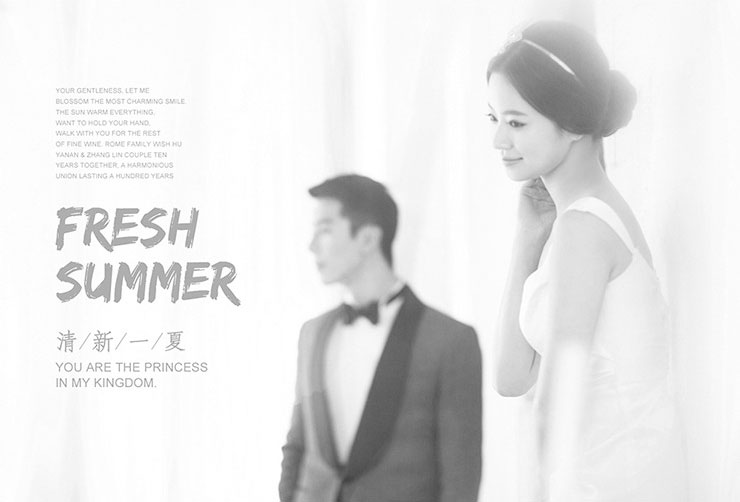 YOUR GENTLENESS. LET ME
BLOSSOM THE MOST CHARMING SMILE
THE SUN WARM EVERYTHING,
WANT TO HOLD YOUR HAND,
WALK WITH YOU FOR THE REST
OF FINE WINE. ROME FAMILY WISH HU
YANAN & ZHANG LIN COUPLE TEN
YEARS TOGETHER, A HARMONIOUS
UNION LASTING A HUNDRED YEARS
FRESH
SUMMER
清/新/一/夏
YOU ARE THE PRINCESS
IN MY KINGDOM.